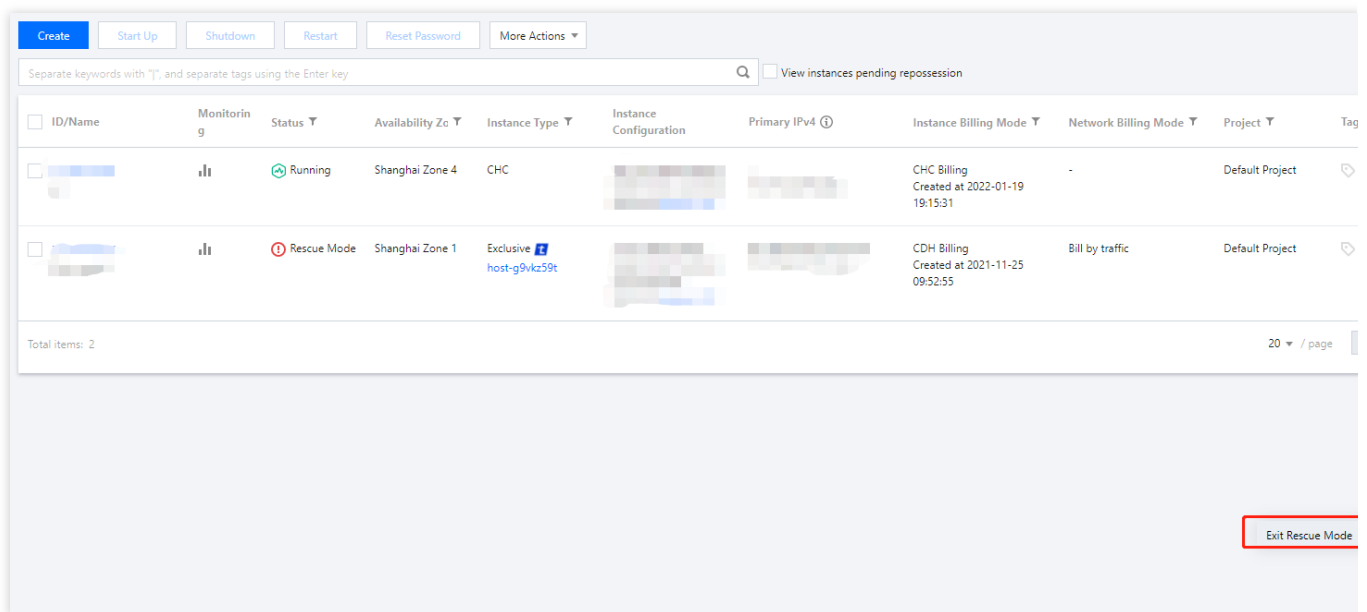 Create Start Up Shutdown Restart Reset Password More Actions
Separate keywords with "|", and separate tags using the Enter key View instances pending repossession
ID/Name Monitorin g Status Availability Zc Instance Type Instance Configuration Primary IPv4 Instance Billing Mode Network Billing Mode Project Tag
Running Shanghai Zone 4 CHC CHC Billing - Default Project
Created at 2022-01-19
19:15:31
Rescue Mode Shanghai Zone 1 Exclusive CDH Billing Bill by traffic Default Project
host-g9vkz59t Created at 2021-11-25
09:52:55
Total items: 2 20 / page
Exit Rescue Mode